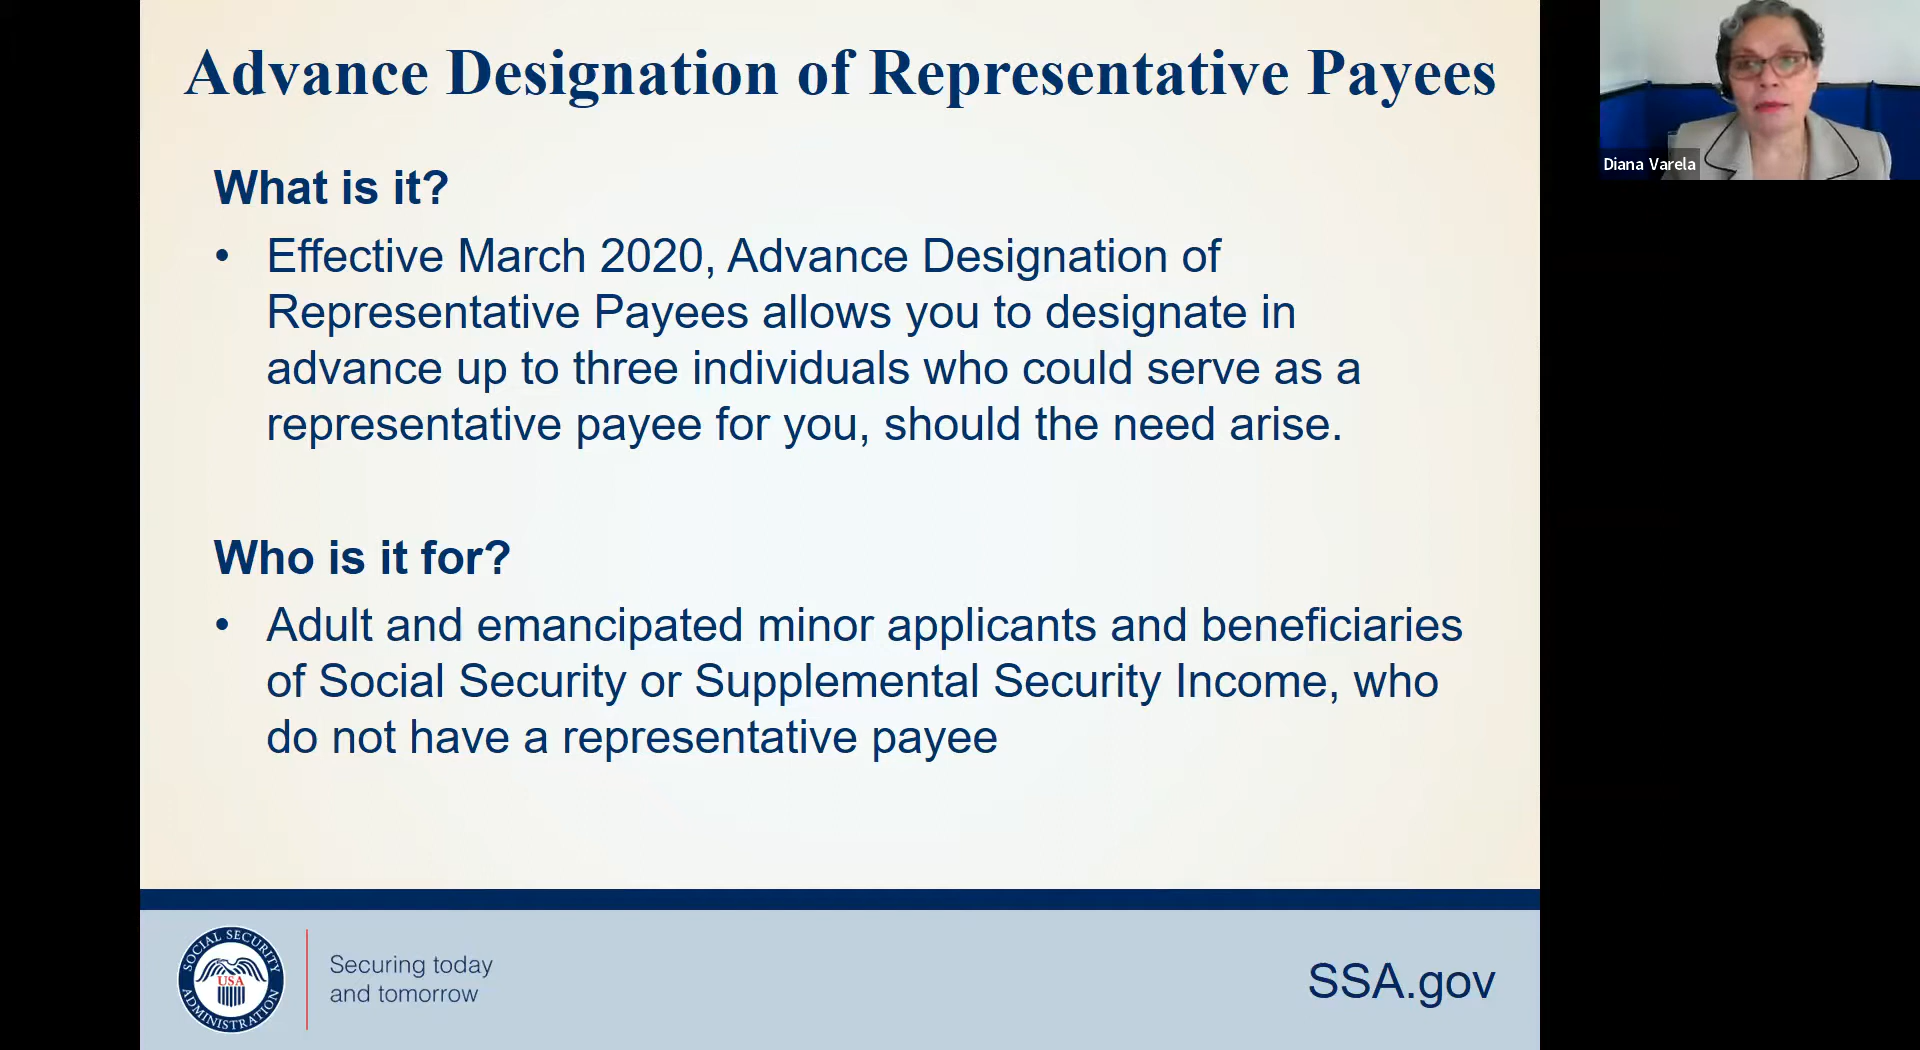 Advance Designation of Representative Payees
What is it?
• Effective March 2020, Advance Designation of
Representative Payees allows you to designate in
advance up to three individuals who could serve as a
representative payee for you, should the need arise.
Who is it for?
• Adult and emancipated minor applicants and beneficiaries
of Social Security or Supplemental Security Income, who
do not have a representative payee
SOCIAL SECURITY
USA
ADMINISTRATION
Securing today
and tomorrow
SSA.gov
Diana Varela